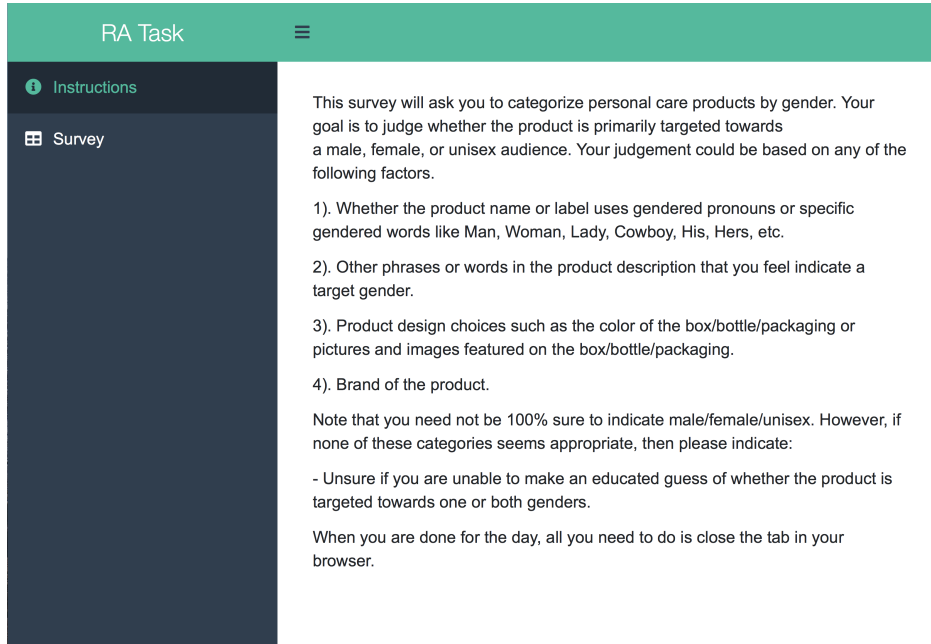 RA Task
Instructions
Survey
This survey will ask you to categorize personal care products by gender. Your
goal is to judge whether the product is primarily targeted towards
a male, female, or unisex audience. Your judgement could be based on any of the
following factors.
1). Whether the product name or label uses gendered pronouns or specific
gendered words like Man, Woman, Lady, Cowboy, His, Hers, etc.
2). Other phrases or words in the product description that you feel indicate a
target gender.
3). Product design choices such as the color of the box/bottle/packaging or
pictures and images featured on the box/bottle/packaging.
4). Brand of the product.
Note that you need not be 100% sure to indicate male/female/unisex. However, if
none of these categories seems appropriate, then please indicate:
- Unsure if you are unable to make an educated guess of whether the product is
targeted towards one or both genders.
When you are done for the day, all you need to do is close the tab in your
browser.